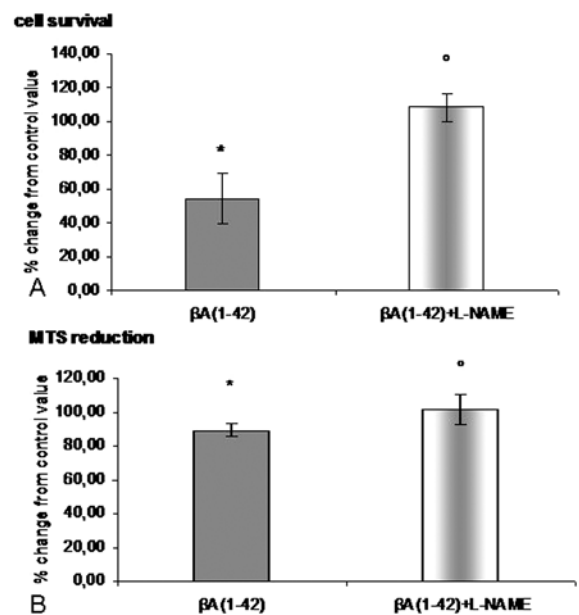 cell survival
% change from control value
140,00
120,00
100,00
80,00
60,00
40,00
20,00
0,00
*
°
A
βA(1-42)
βA(1-42)+L-NAME
MTS reduction
% change from control value
120,00
100,00
80,00
60,00
40,00
20,00
0,00
*
°
B
βA(1-42)
βA(1-42)+L-NAME